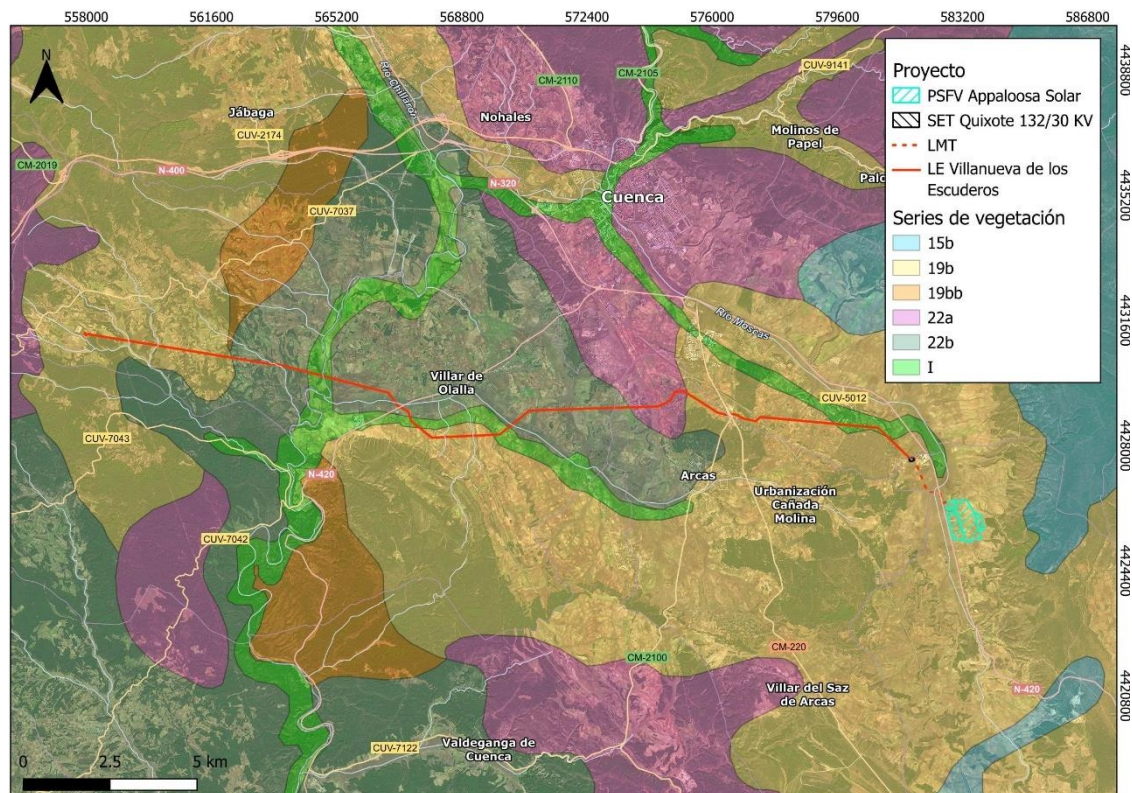 558000 561600 565200 568800 572400 576000 579600 583200 586800
4438800
4435200
4431600
4428000
4424400
4420800
N
Proyecto
PSFV Appaloosa Solar
SET Quixote 132/30 KV
LMT
LE Villanueva de los
Escuderos
Series de vegetación
15b
19b
19bb
22a
22b
I
Río Chillarón
CM-2110
CM-2105
CUV-9141
Jábaga
Nohales
CUV-2174
Molinos de
Papel
CM-2019
N-400
N-320
Cuenca
CUV-7037
Río Moscas
Villar de
Olalla
CUV-5012
CUV-7043
N-420
Arcas
Urbanización
Cañada
Molina
CUV-7042
CM-2100
CM-220
Villar del Saz
de Arcas
N-420
CUV-7122
Valdeganga de
Cuenca
0 2.5 5 km